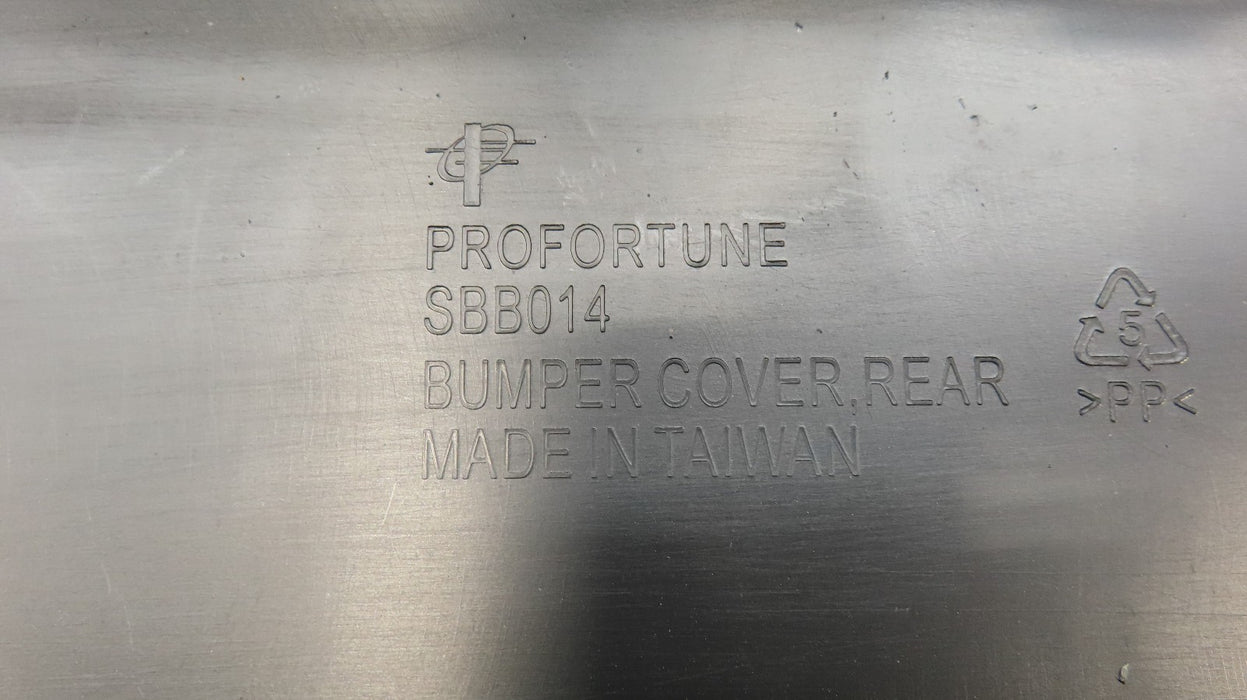 PROFORTUNE
SBB014
BUMPER COVER,REAR
MADE IN TAIWAN
5
>PP<